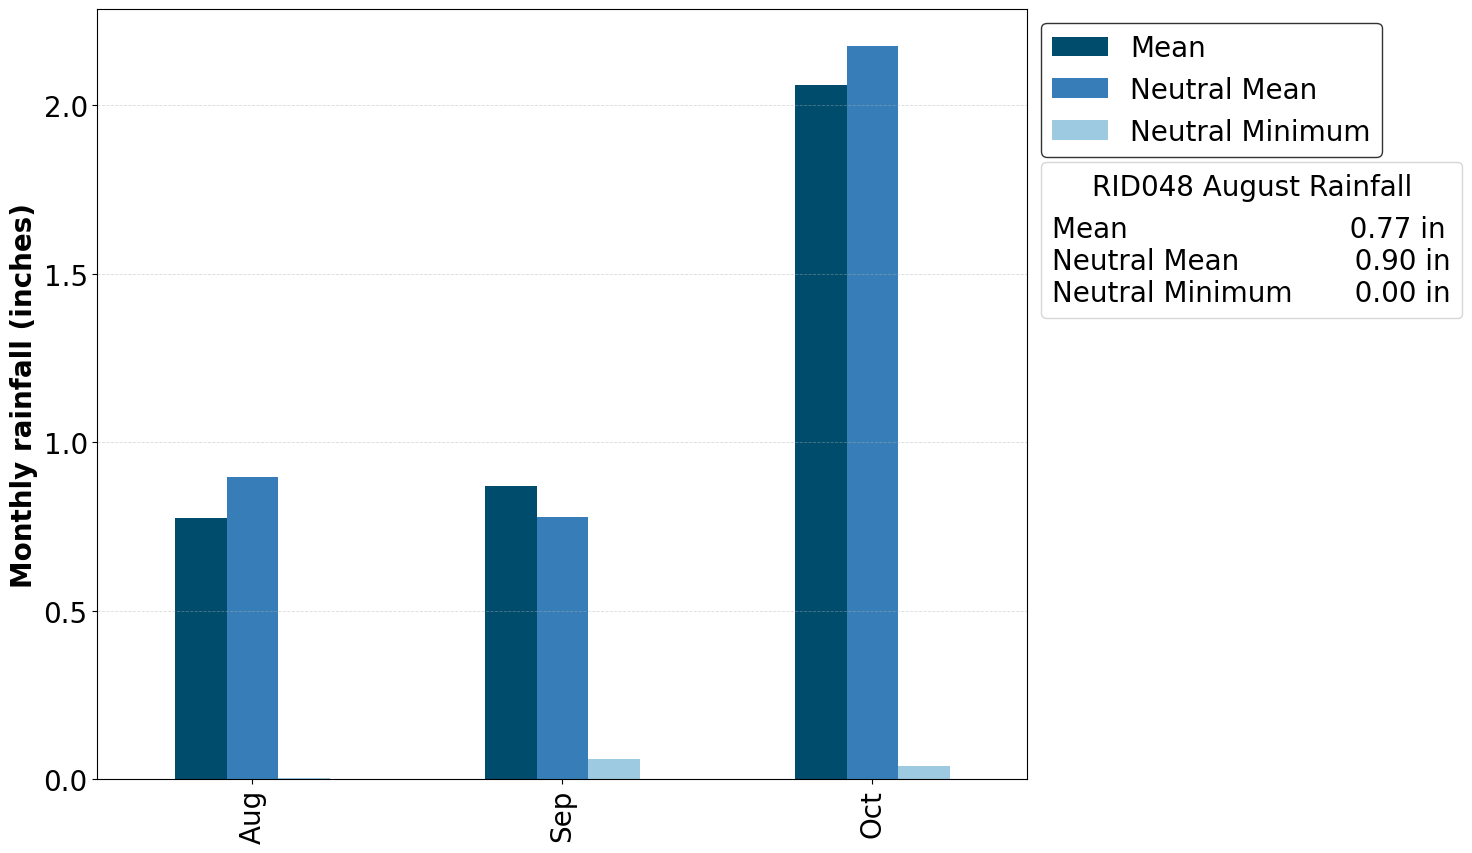 Monthly rainfall (inches)
2.0
1.5
1.0
0.5
0.0
Aug
Sep
Oct
Mean
Neutral Mean
Neutral Minimum
RID048 August Rainfall
Mean 0.77 in
Neutral Mean 0.90 in
Neutral Minimum 0.00 in